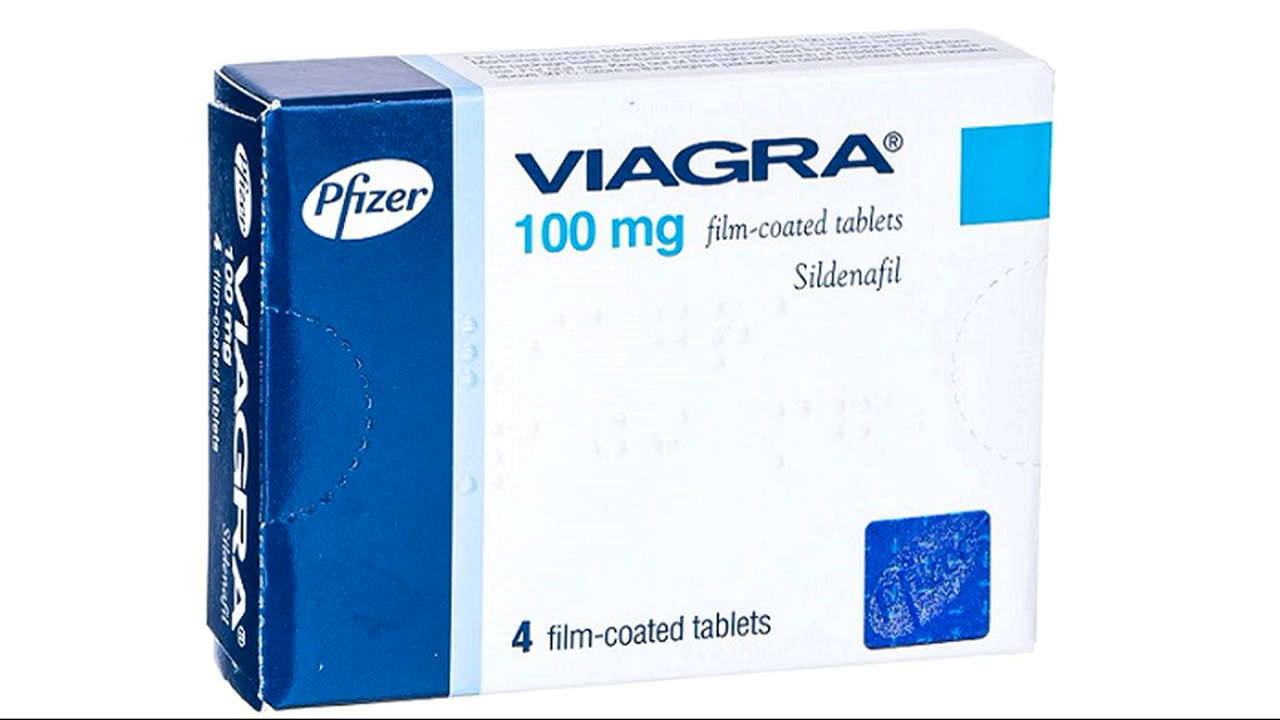 Pfizer
VIAGRA®
100 mg film-coated tablets
Sildenafil
4 film-coated tablets
Pfizer
VIAGRA®
100 mg
4 film-coated tablets
Sildenafil